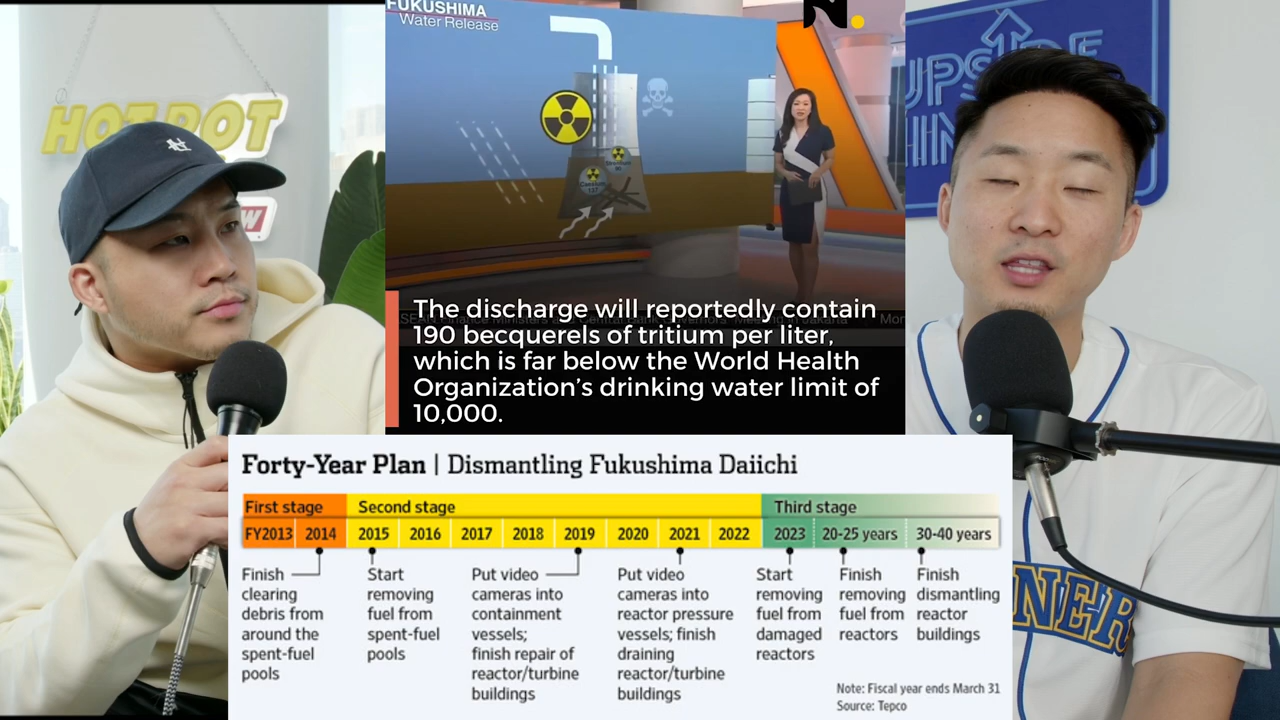 HOT POT
FUKUSHIMA
Water Release
N.
Strontium
90
Cesium
137
UPSIDE
The discharge will reportedly contain
190 becquerels of tritium per liter,
which is far below the World Health
Organization’s drinking water limit of
10,000.
Forty-Year Plan | Dismantling Fukushima Daiichi
First stage
Second stage
Third stage
FY2013 2014 2015 2016 2017 2018 2019 2020 2021 2022 2023 20-25 years 30-40 years
Finish
clearing
debris from
around the
spent-fuel
pools
Start
removing
fuel from
spent-fuel
pools
Put video
cameras into
containment
vessels;
finish repair of
reactor/turbine
buildings
Put video
cameras into
reactor pressure
vessels; finish
draining
reactor/turbine
buildings
Start
removing
fuel from
damaged
reactors
Finish
removing
fuel from
reactors
Finish
dismantling
reactor
buildings
Note: Fiscal year ends March 31
Source: Tepco
NER